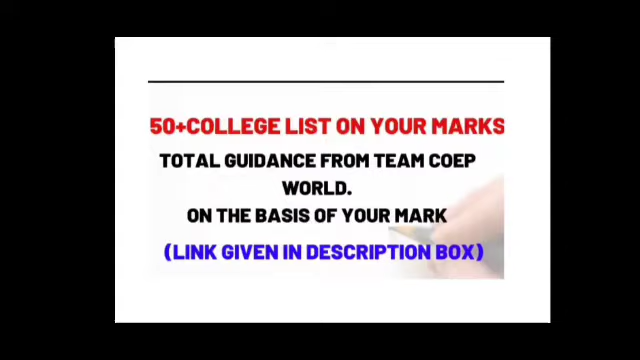 50+COLLEGE LIST ON YOUR MARKS
TOTAL GUIDANCE FROM TEAM COEP
WORLD.
ON THE BASIS OF YOUR MARK
(LINK GIVEN IN DESCRIPTION BOX)